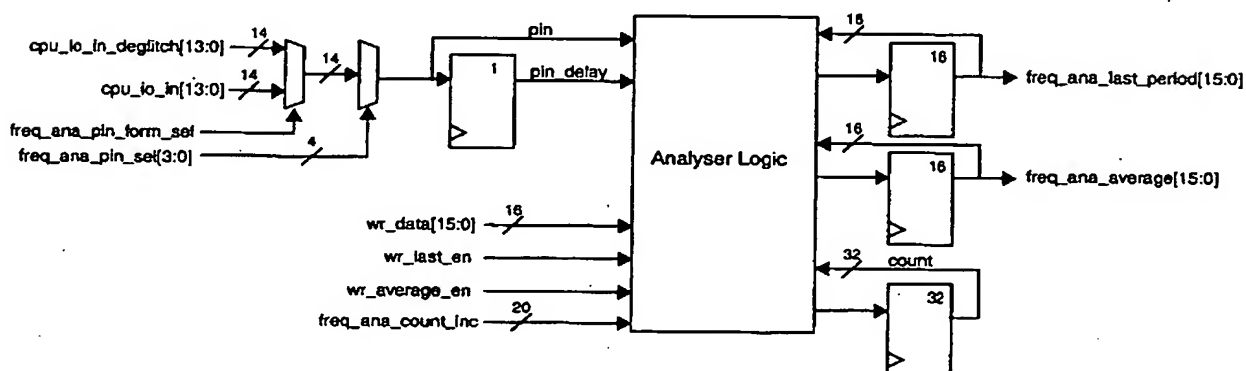 cpu_io_in_deglitch[13:0]
14
cpu_io_in[13:0]
14
14
freq_ana_pin_form_sel
freq_ana_pin_sel[3:0]
4
pin
1
pin_delay
Analyser Logic
wr_data[15:0]
16
wr_last_en
wr_average_en
freq_ana_count_inc
20
16
16
freq_ana_last_period[15:0]
16
16
freq_ana_average[15:0]
32
count
32